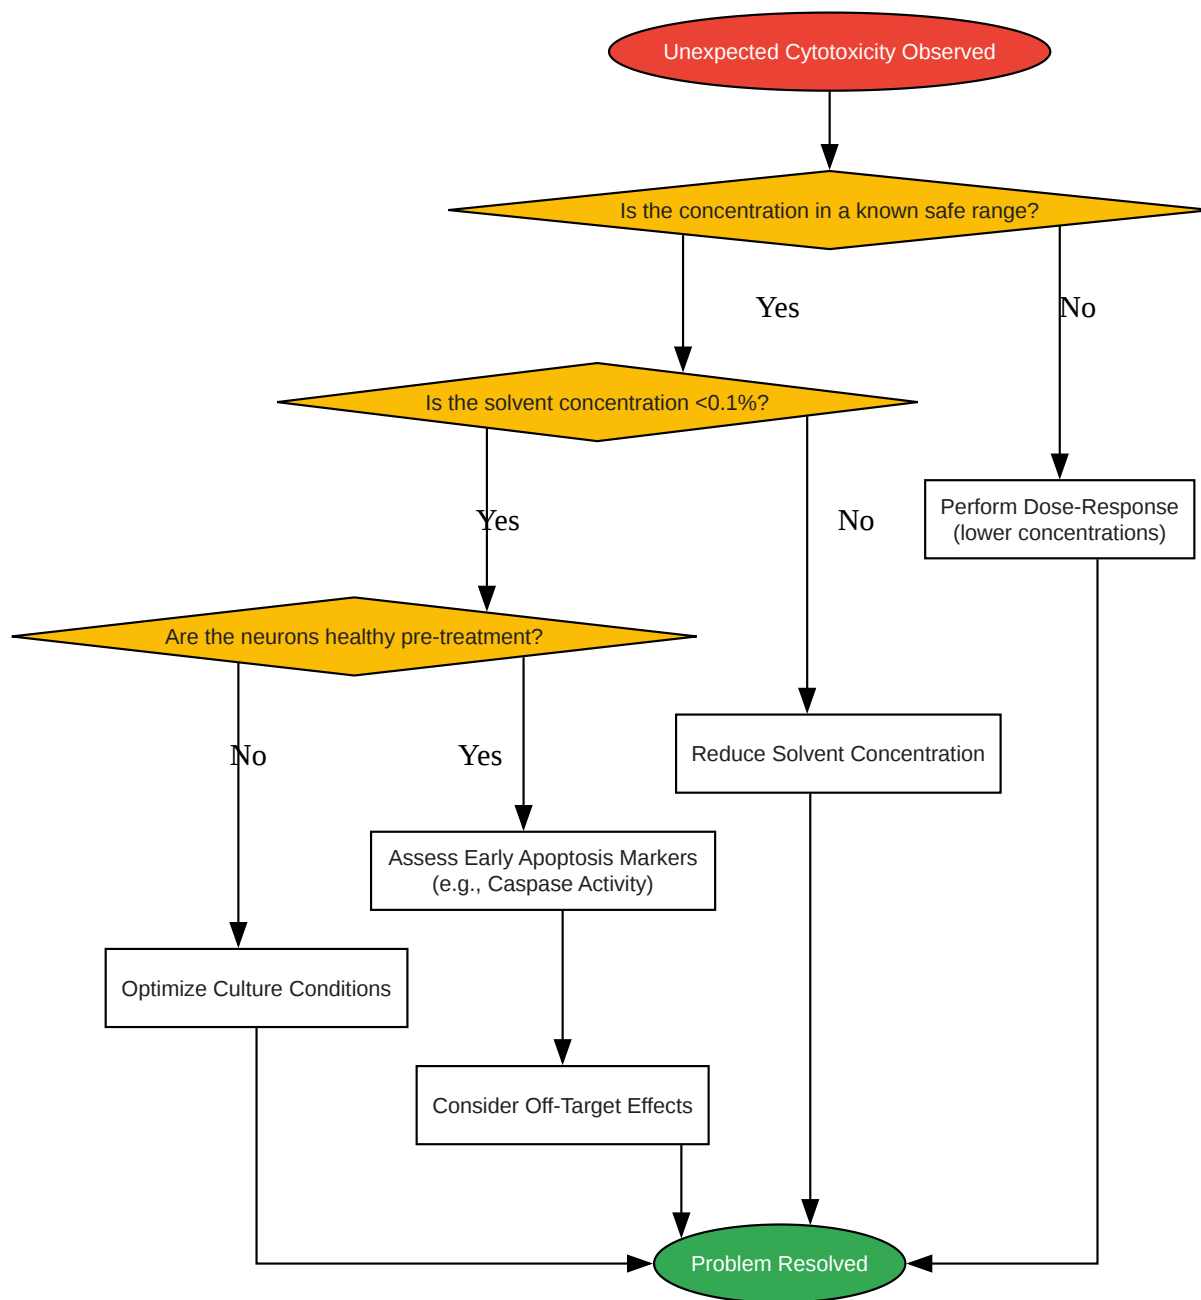 Unexpected Cytotoxicity Observed
Is the concentration in a known safe range?
Yes
No
Is the solvent concentration <0.1%?
Perform Dose-Response
(lower concentrations)
Yes
No
Are the neurons healthy pre-treatment?
No
Yes
Reduce Solvent Concentration
Assess Early Apoptosis Markers
(e.g., Caspase Activity)
Optimize Culture Conditions
Consider Off-Target Effects
Problem Resolved